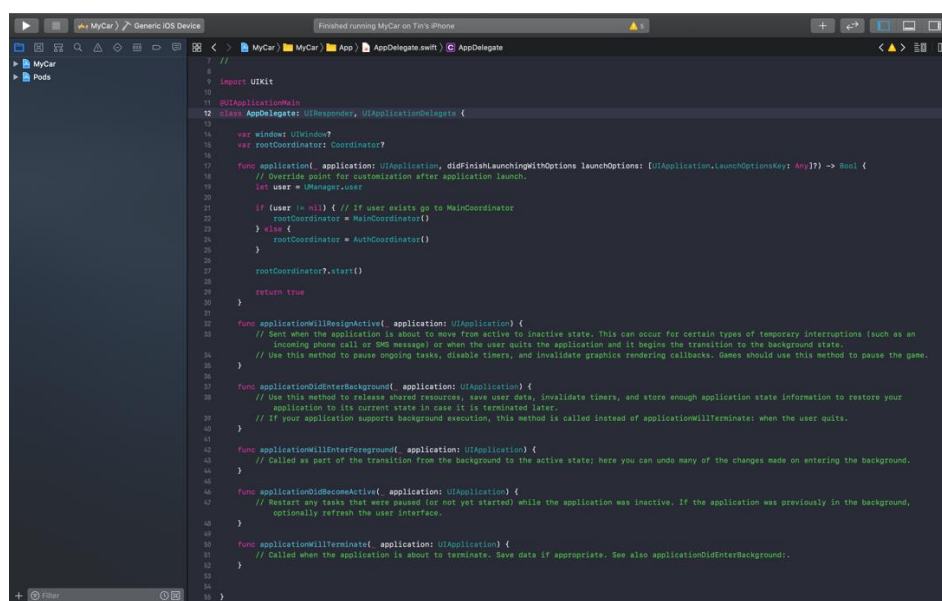 MyCar 〉 Generic iOS Device
Finished running MyCar on Tin's iPhone
MyCar 〉 MyCar 〉 App 〉 AppDelegate.swift 〉 C AppDelegate
MyCar
Pods
7 //
8
9 import UIKit
10
11 @UIApplicationMain
12 class AppDelegate: UIResponder, UIApplicationDelegate {
13
14 var window: UIWindow?
15 var rootCoordinator: Coordinator?
16
17 func application(_ application: UIApplication, didFinishLaunchingWithOptions launchOptions: [UIApplication.LaunchOptionsKey: Any]?) -> Bool {
18 // Override point for customization after application launch.
19 let user = UManager.user
20
21 if (user != nil) { // If user exists go to MainCoordinator
22 rootCoordinator = MainCoordinator()
23 } else {
24 rootCoordinator = AuthCoordinator()
25 }
26
27 rootCoordinator?.start()
28
29 return true
30 }
31
32 func applicationWillResignActive(_ application: UIApplication) {
33 // Sent when the application is about to move from active to inactive state. This can occur for certain types of temporary interruptions (such as an
incoming phone call or SMS message) or when the user quits the application and it begins the transition to the background state.
34 // Use this method to pause ongoing tasks, disable timers, and invalidate graphics rendering callbacks. Games should use this method to pause the game.
35 }
36
37 func applicationDidEnterBackground(_ application: UIApplication) {
38 // Use this method to release shared resources, save user data, invalidate timers, and store enough application state information to restore your
application to its current state in case it is terminated later.
39 // If your application supports background execution, this method is called instead of applicationWillTerminate: when the user quits.
40 }
41
42 func applicationWillEnterForeground(_ application: UIApplication) {
43 // Called as part of the transition from the background to the active state; here you can undo many of the changes made on entering the background.
44 }
45
46 func applicationDidBecomeActive(_ application: UIApplication) {
47 // Restart any tasks that were paused (or not yet started) while the application was inactive. If the application was previously in the background,
optionally refresh the user interface.
48 }
49
50 func applicationWillTerminate(_ application: UIApplication) {
51 // Called when the application is about to terminate. Save data if appropriate. See also applicationDidEnterBackground:.
52 }
53
54
55 }
Filter